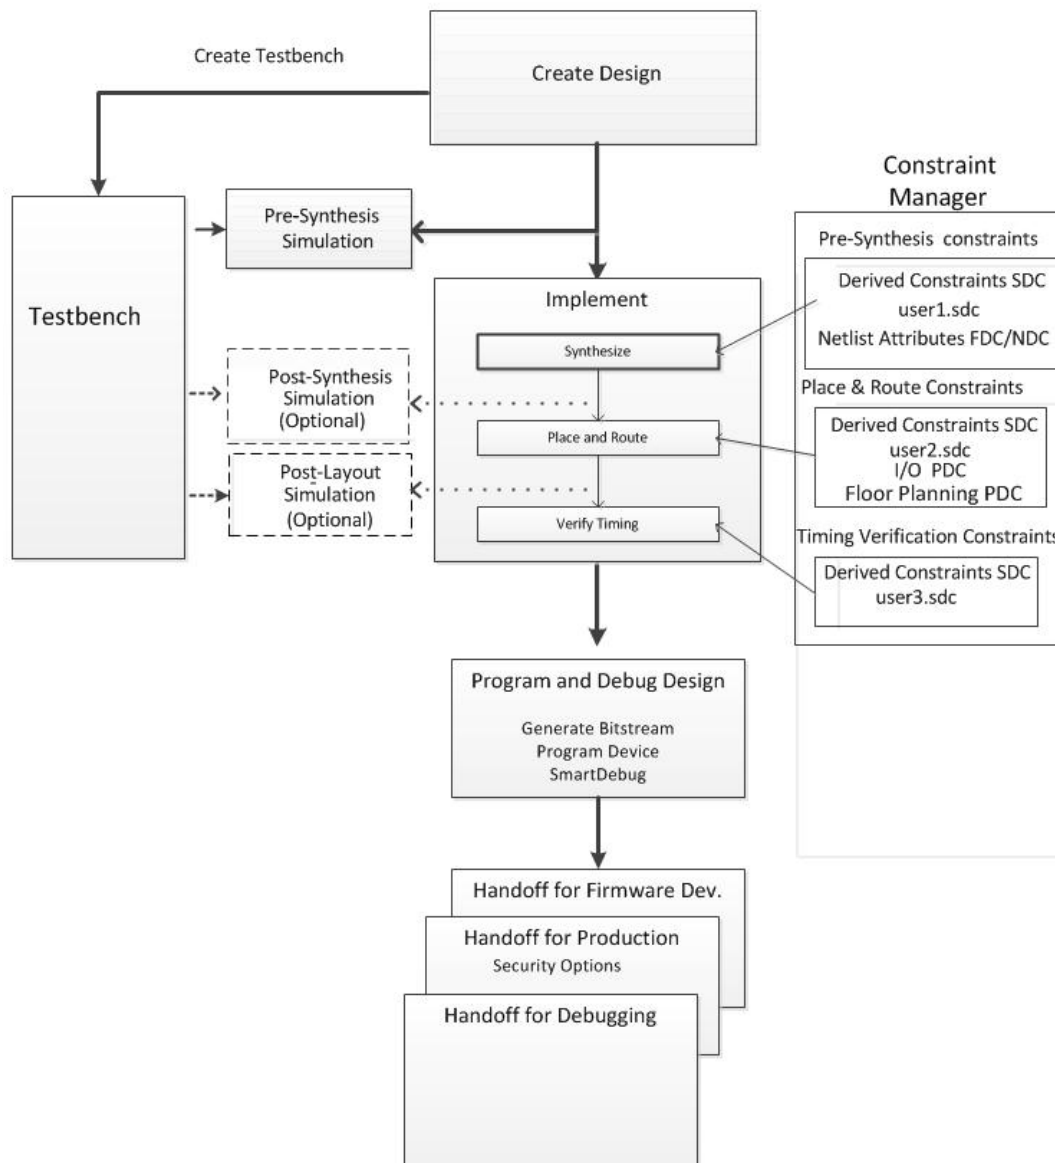 Create Testbench
Create Design
Constraint
Manager
Pre-Synthesis
Simulation
Pre-Synthesis constraints
Testbench
Implement
Derived Constraints SDC
user1.sdc
Netlist Attributes FDC/NDC
Synthesize
Post-Synthesis
Simulation
(Optional)
Place & Route Constraints
Place and Route
Derived Constraints SDC
user2.sdc
I/O PDC
Floor Planning PDC
Post-Layout
Simulation
(Optional)
Verify Timing
Timing Verification Constraints
Derived Constraints SDC
user3.sdc
Program and Debug Design
Generate Bitstream
Program Device
SmartDebug
Handoff for Firmware Dev.
Handoff for Production
Security Options
Handoff for Debugging